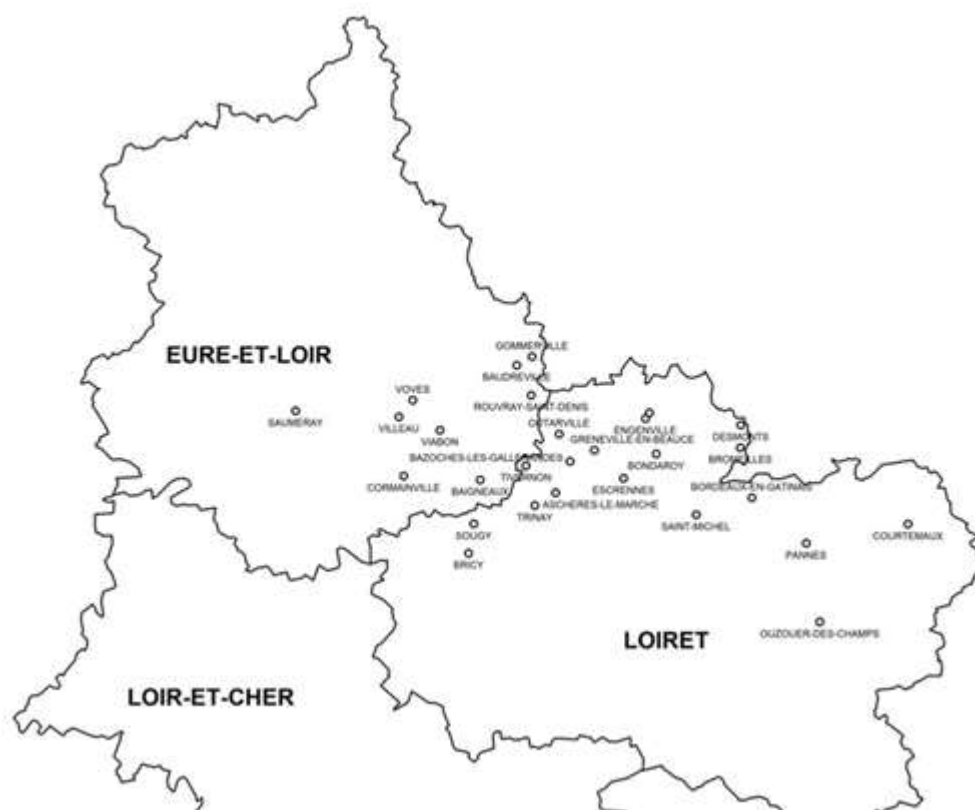 GOMMERVILLE
EURE-ET-LOIR
BAUDREVILLE
VOVES
ROUVRAY-SAINT-DENIS
SAUMERAY
VILLEAU
OUTARVILLE
ENGENVILLE
DESMONTS
VIABON
GRENEVILLE-EN-BEAUCE
BROMEILLES
BAZOCHES-LES-GALLERANDES
BONDAROY
TIVERNON
CORMAINVILLE
BAIGNEAUX
ESCRENNES
BORDEAUX-EN-GATINAIS
ASCHERES-LE-MARCHE
TRINAY
SAINT-MICHEL
SOUGY
COURTEMAUX
BRICY
PANNES
OUZOUER-DES-CHAMPS
LOIRET
LOIR-ET-CHER